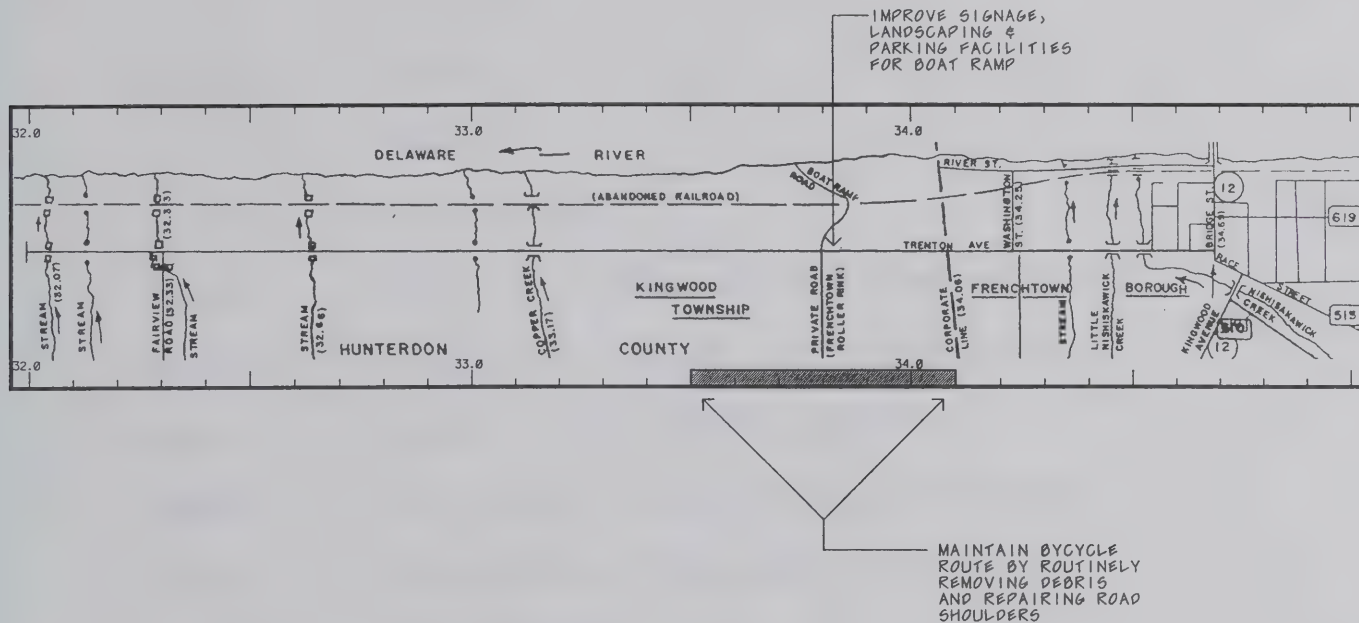 IMPROVE SIGNAGE,
LANDSCAPING &
PARKING FACILITIES
FOR BOAT RAMP
32.0
33.0
34.0
DELAWARE
RIVER
(ABANDONED RAILROAD)
BOAT RAMP
ROAD
RIVER ST.
WASHINGTON
ST. (34.25)
TRENTON AVE
BRIDGE ST.
(34.69)
12
619
RACE
STREET
515
STREAM (32.07)
STREAM
(32.333)
FAIRVIEW
ROAD (32.33)
STREAM
STREAM
(32.66)
COPPER CREEK
(33.17)
KINGWOOD
TOWNSHIP
HUNTERDON
COUNTY
PRIVATE ROAD
(FRENCHTOWN
ROLLER RINK)
CORPORATE
LINE (34.06)
FRENCHTOWN
BOROUGH
STREAM
LITTLE
NISHISKAWICK
CREEK
KINGWOOD
AVENUE
12
NISHISAKAWICK
CREEK
32.0
33.0
34.0
MAINTAIN BYCYCLE
ROUTE BY ROUTINELY
REMOVING DEBRIS
AND REPAIRING ROAD
SHOULDERS